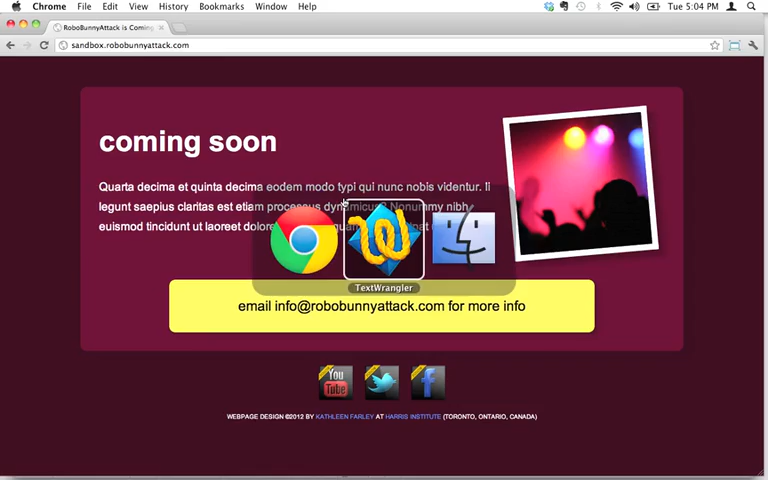 Chrome File Edit View History Bookmarks Window Help Tue 5:04 PM
RoboBunnyAttack is Coming
sandbox.robobunnyattack.com
coming soon
Quarta decima et quinta decima eodem modo typi qui nunc nobis videntur. Ii
legunt saepius claritas est etiam processus dynamicus? Nonummy nibh
euismod tincidunt ut laoreet dolore
TextWrangler
email info@robobunnyattack.com for more info
You
Tube
WEBPAGE DESIGN ©2012 BY KATHLEEN FARLEY AT HARRIS INSTITUTE (TORONTO, ONTARIO, CANADA)